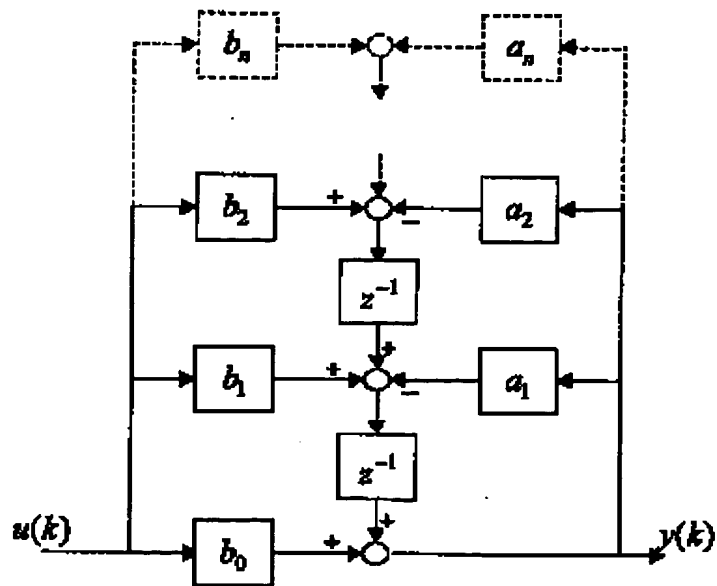 b_n a_n
b_2 + − a_2
z^{-1}
+
b_1 + − a_1
z^{-1}
+
u(k) b_0 + y(k)